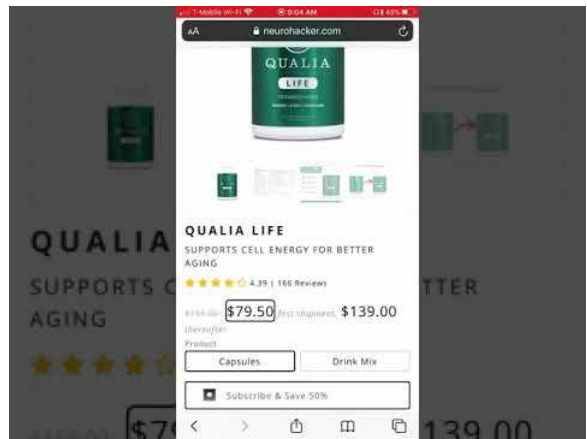 T-Mobile Wi-Fi 9:04 AM
AA neurohacker.com
QUALIA
LIFE
QUALIA LIFE
SUPPORTS CELL ENERGY FOR BETTER
AGING
4.39 | 166 Reviews
$79.50 first shipment, $139.00
thereafter
Product
Capsules Drink Mix
Subscribe & Save 50%
QUALIA
SUPPORTS C
TTER
AGING
$79
139.00